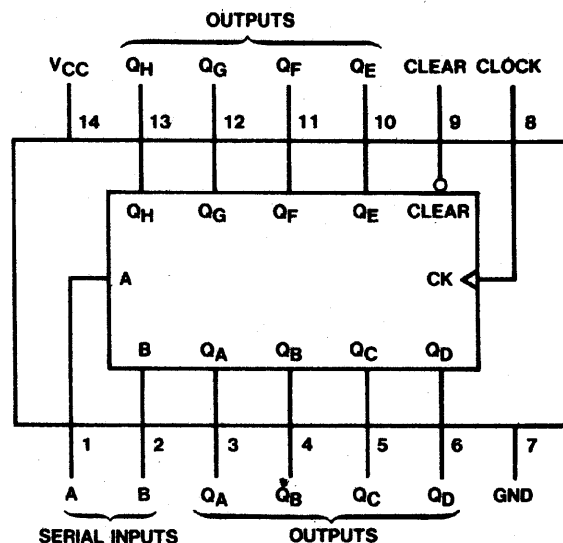 OUTPUTS
VCC QH QG QF QE CLEAR CLOCK
14 13 12 11 10 9 8
QH QG QF QE CLEAR
A CK
B QA QB QC QD
1 2 3 4 5 6 7
A B QA QB QC QD GND
SERIAL INPUTS OUTPUTS